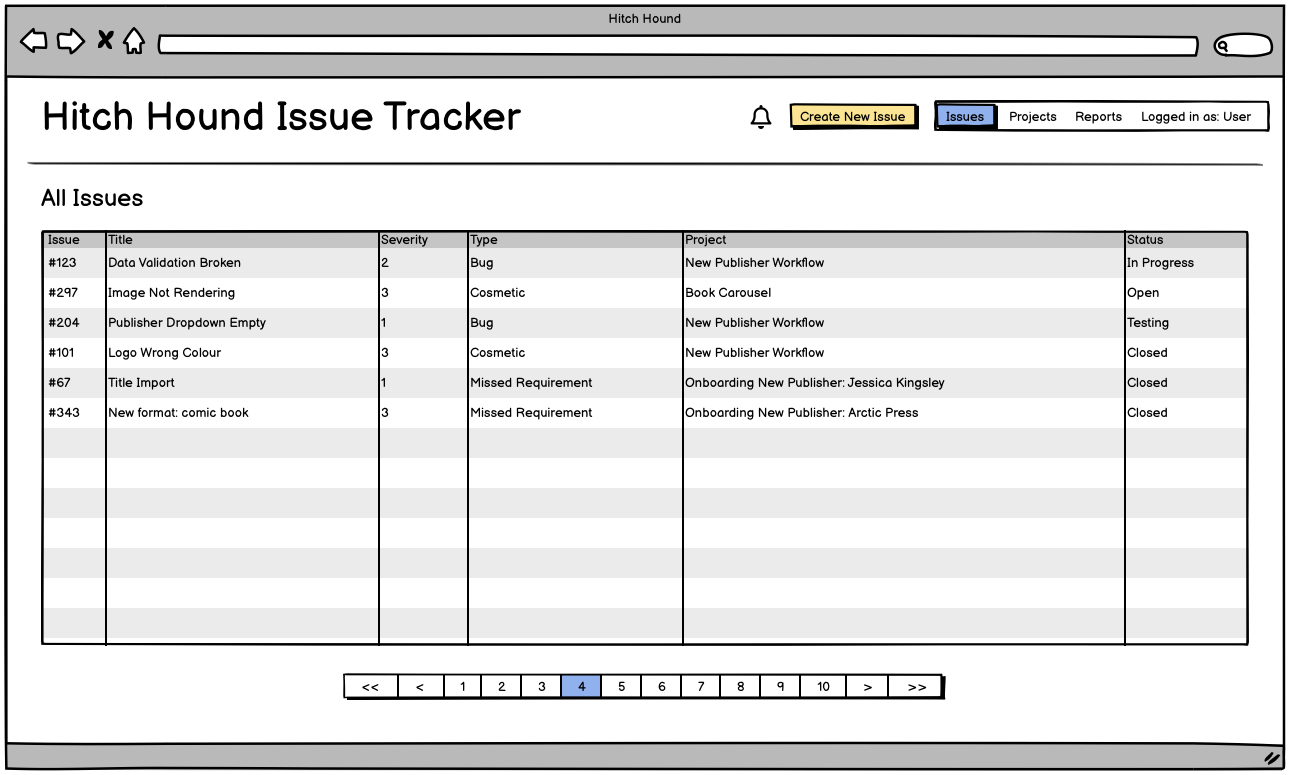 Hitch Hound
Hitch Hound Issue Tracker
Create New Issue
Issues Projects Reports Logged in as: User
All Issues
Issue Title Severity Type Project Status
#123 Data Validation Broken 2 Bug New Publisher Workflow In Progress
#297 Image Not Rendering 3 Cosmetic Book Carousel Open
#204 Publisher Dropdown Empty 1 Bug New Publisher Workflow Testing
#101 Logo Wrong Colour 3 Cosmetic New Publisher Workflow Closed
#67 Title Import 1 Missed Requirement Onboarding New Publisher: Jessica Kingsley Closed
#343 New format: comic book 3 Missed Requirement Onboarding New Publisher: Arctic Press Closed
<< < 1 2 3 4 5 6 7 8 9 10 > >>